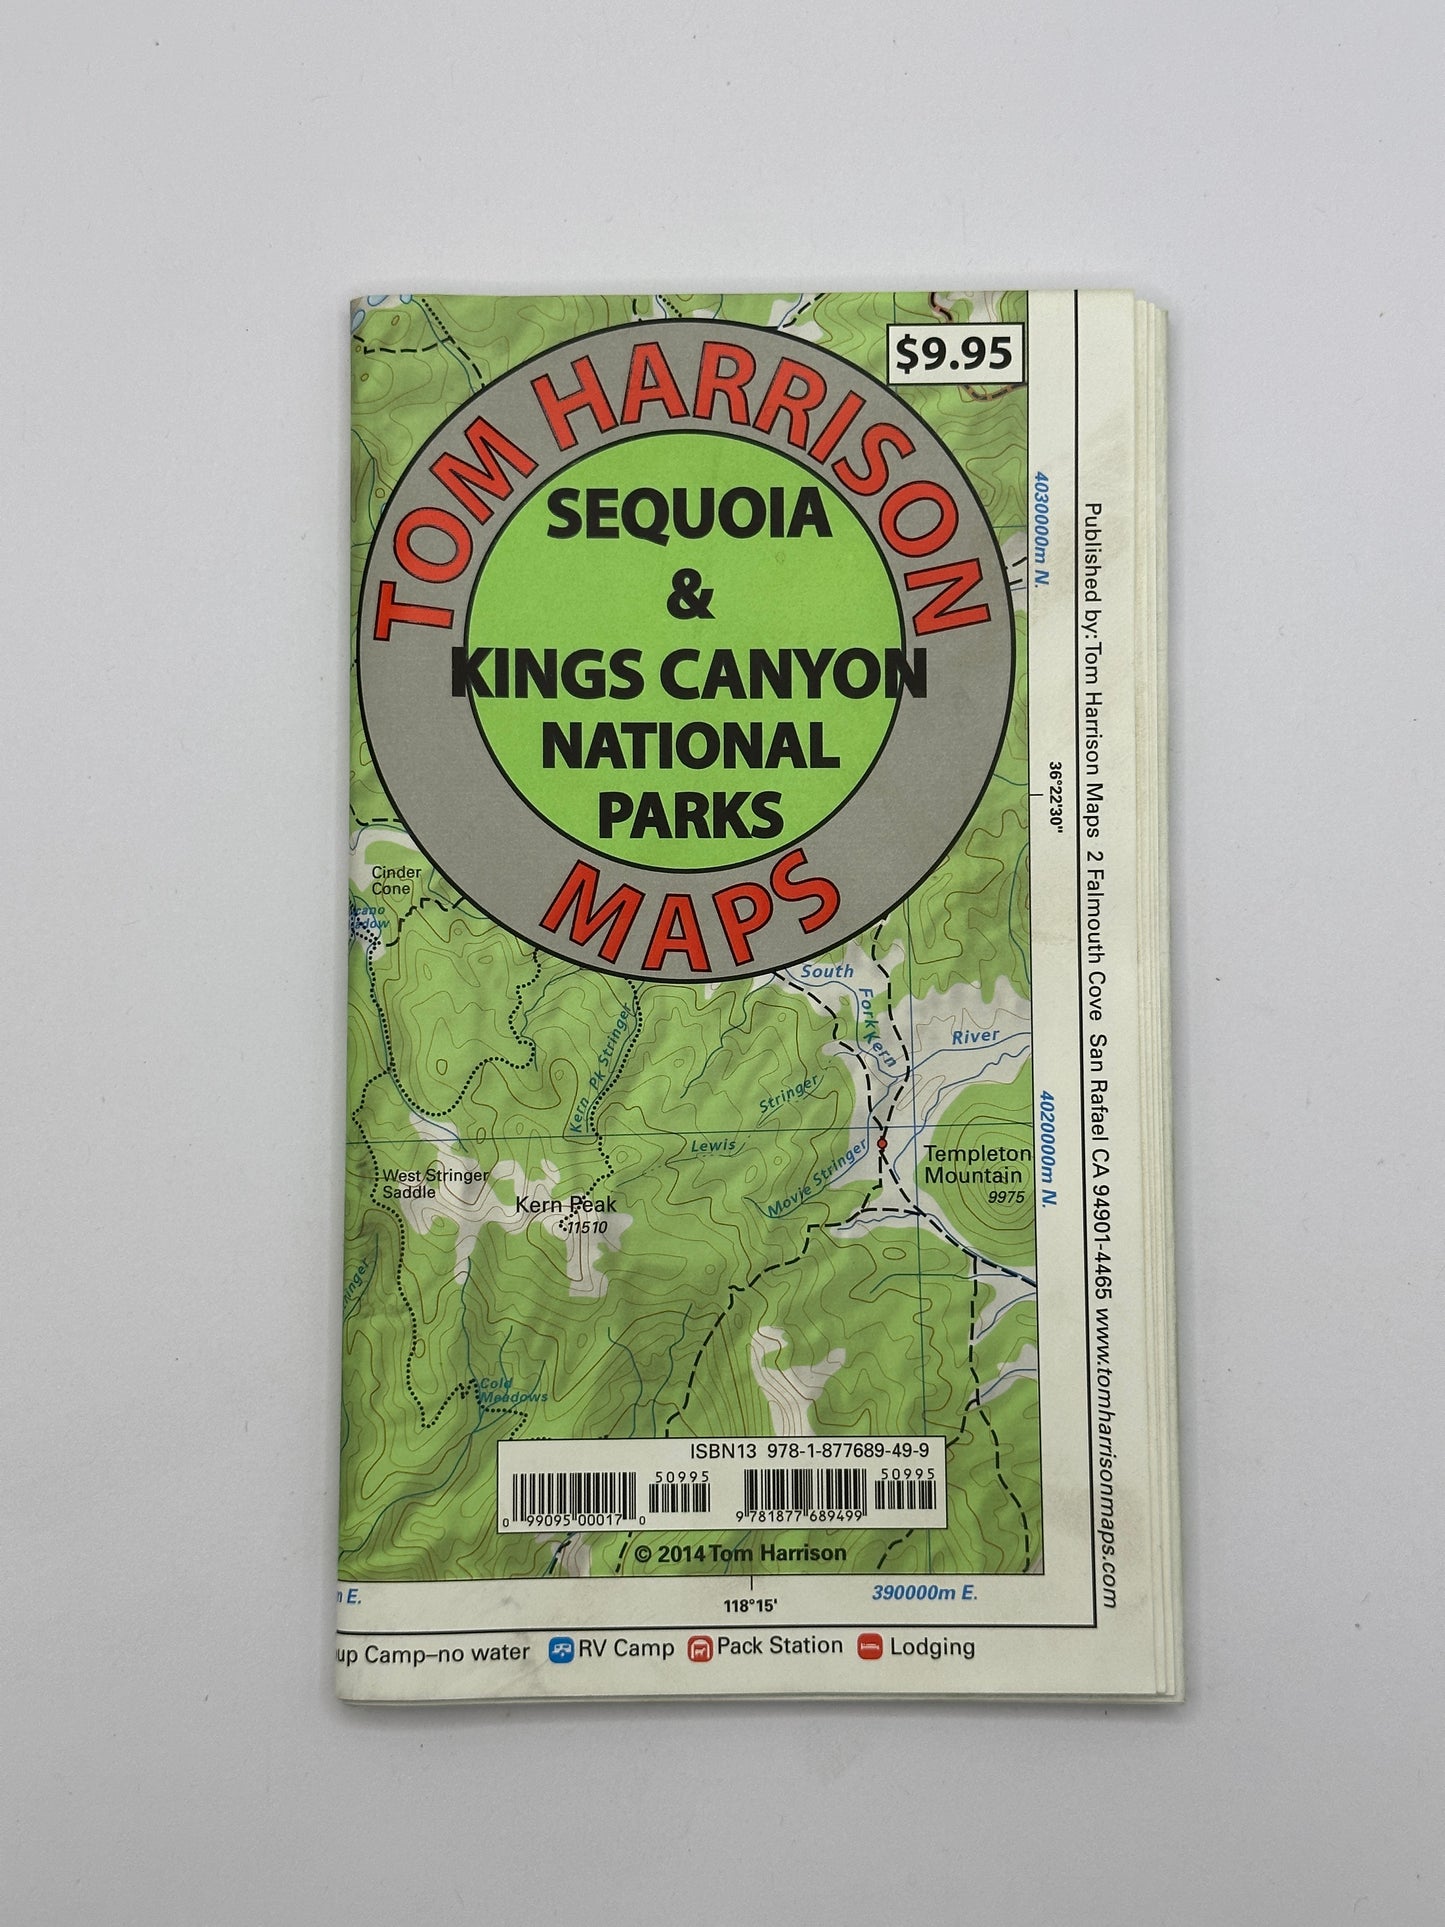 $9.95
TOM HARRISON
SEQUOIA
&
KINGS CANYON
NATIONAL
PARKS
MAPS
4030000m N.
Published by: Tom Harrison Maps 2 Falmouth Cove San Rafael CA 94901-4465 www.tomharrisonmaps.com
36°22'30"
Cinder
Cone
South
Fork Kern
River
Kern Pk Stringer
Stringer
Lewis
Movie Stringer
4020000m N.
Templeton
Mountain
9975
West Stringer
Saddle
Kern Peak
11510
Cold
Meadows
ISBN13 978-1-877689-49-9
50995
50995
0 99095 00017 0
9 781877 689499
© 2014 Tom Harrison
E.
118°15'
390000m E.
Camp–no water RV Camp Pack Station Lodging